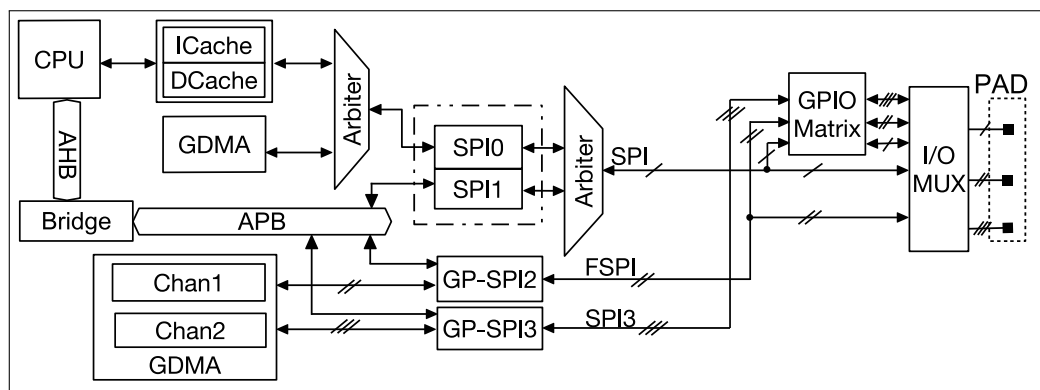 CPU
ICache
DCache
GDMA
Arbiter
AHB
Bridge
APB
SPI0
SPI1
Arbiter
SPI
GPIO
Matrix
I/O
MUX
PAD
Chan1
Chan2
GDMA
GP-SPI2
GP-SPI3
FSPI
SPI3